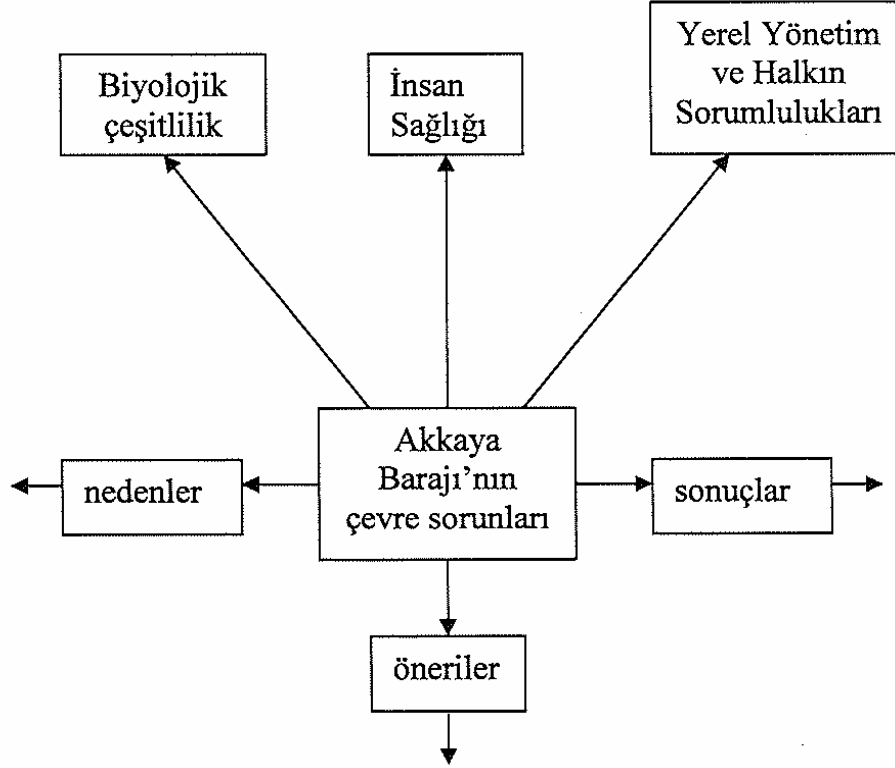 Biyolojik
çeşitlilik
İnsan
Sağlığı
Yerel Yönetim
ve Halkın
Sorumlulukları
Akkaya
Barajı’nın
çevre sorunları
nedenler
sonuçlar
öneriler